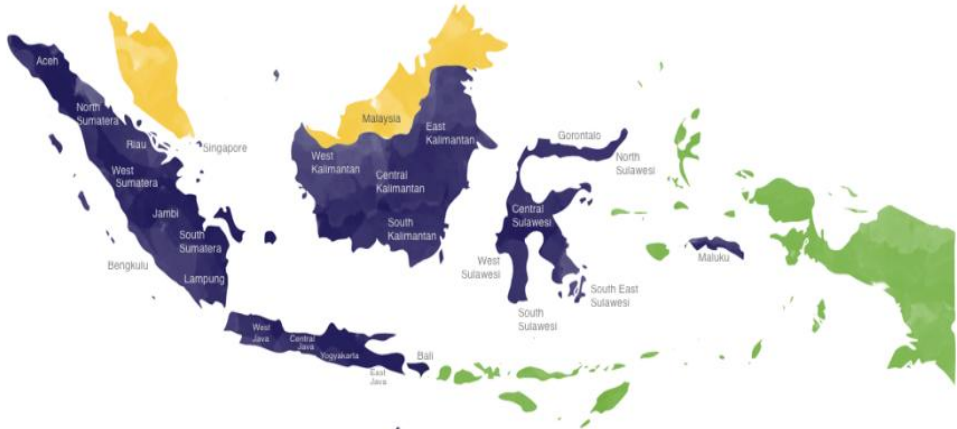 Aceh
North
Sumatera
Riau
Singapore
West
Sumatera
Jambi
South
Sumatera
Bengkulu
Lampung
Malaysia
East
Kalimantan
West
Kalimantan
Central
Kalimantan
South
Kalimantan
Gorontalo
North
Sulawesi
Central
Sulawesi
West
Sulawesi
South East
Sulawesi
South
Sulawesi
Maluku
West
Java
Central
Java
Yogyakarta
East
Java
Bali